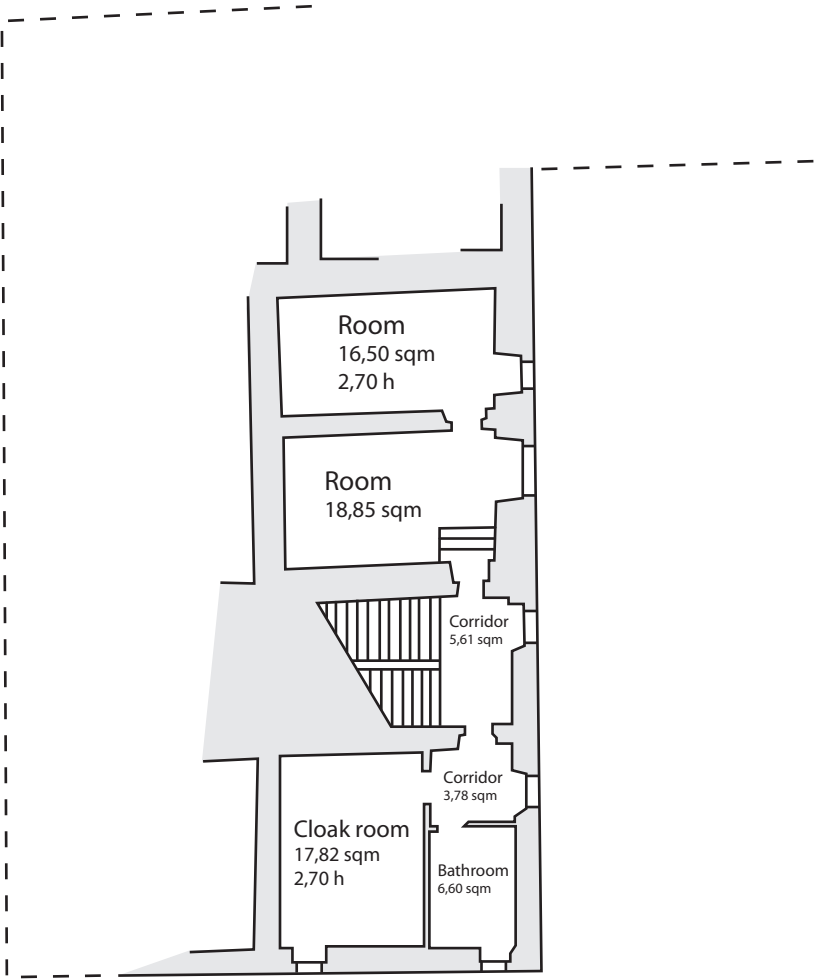 Room
16,50 sqm
2,70 h
Room
18,85 sqm
Corridor
5,61 sqm
Corridor
3,78 sqm
Cloak room
17,82 sqm
2,70 h
Bathroom
6,60 sqm